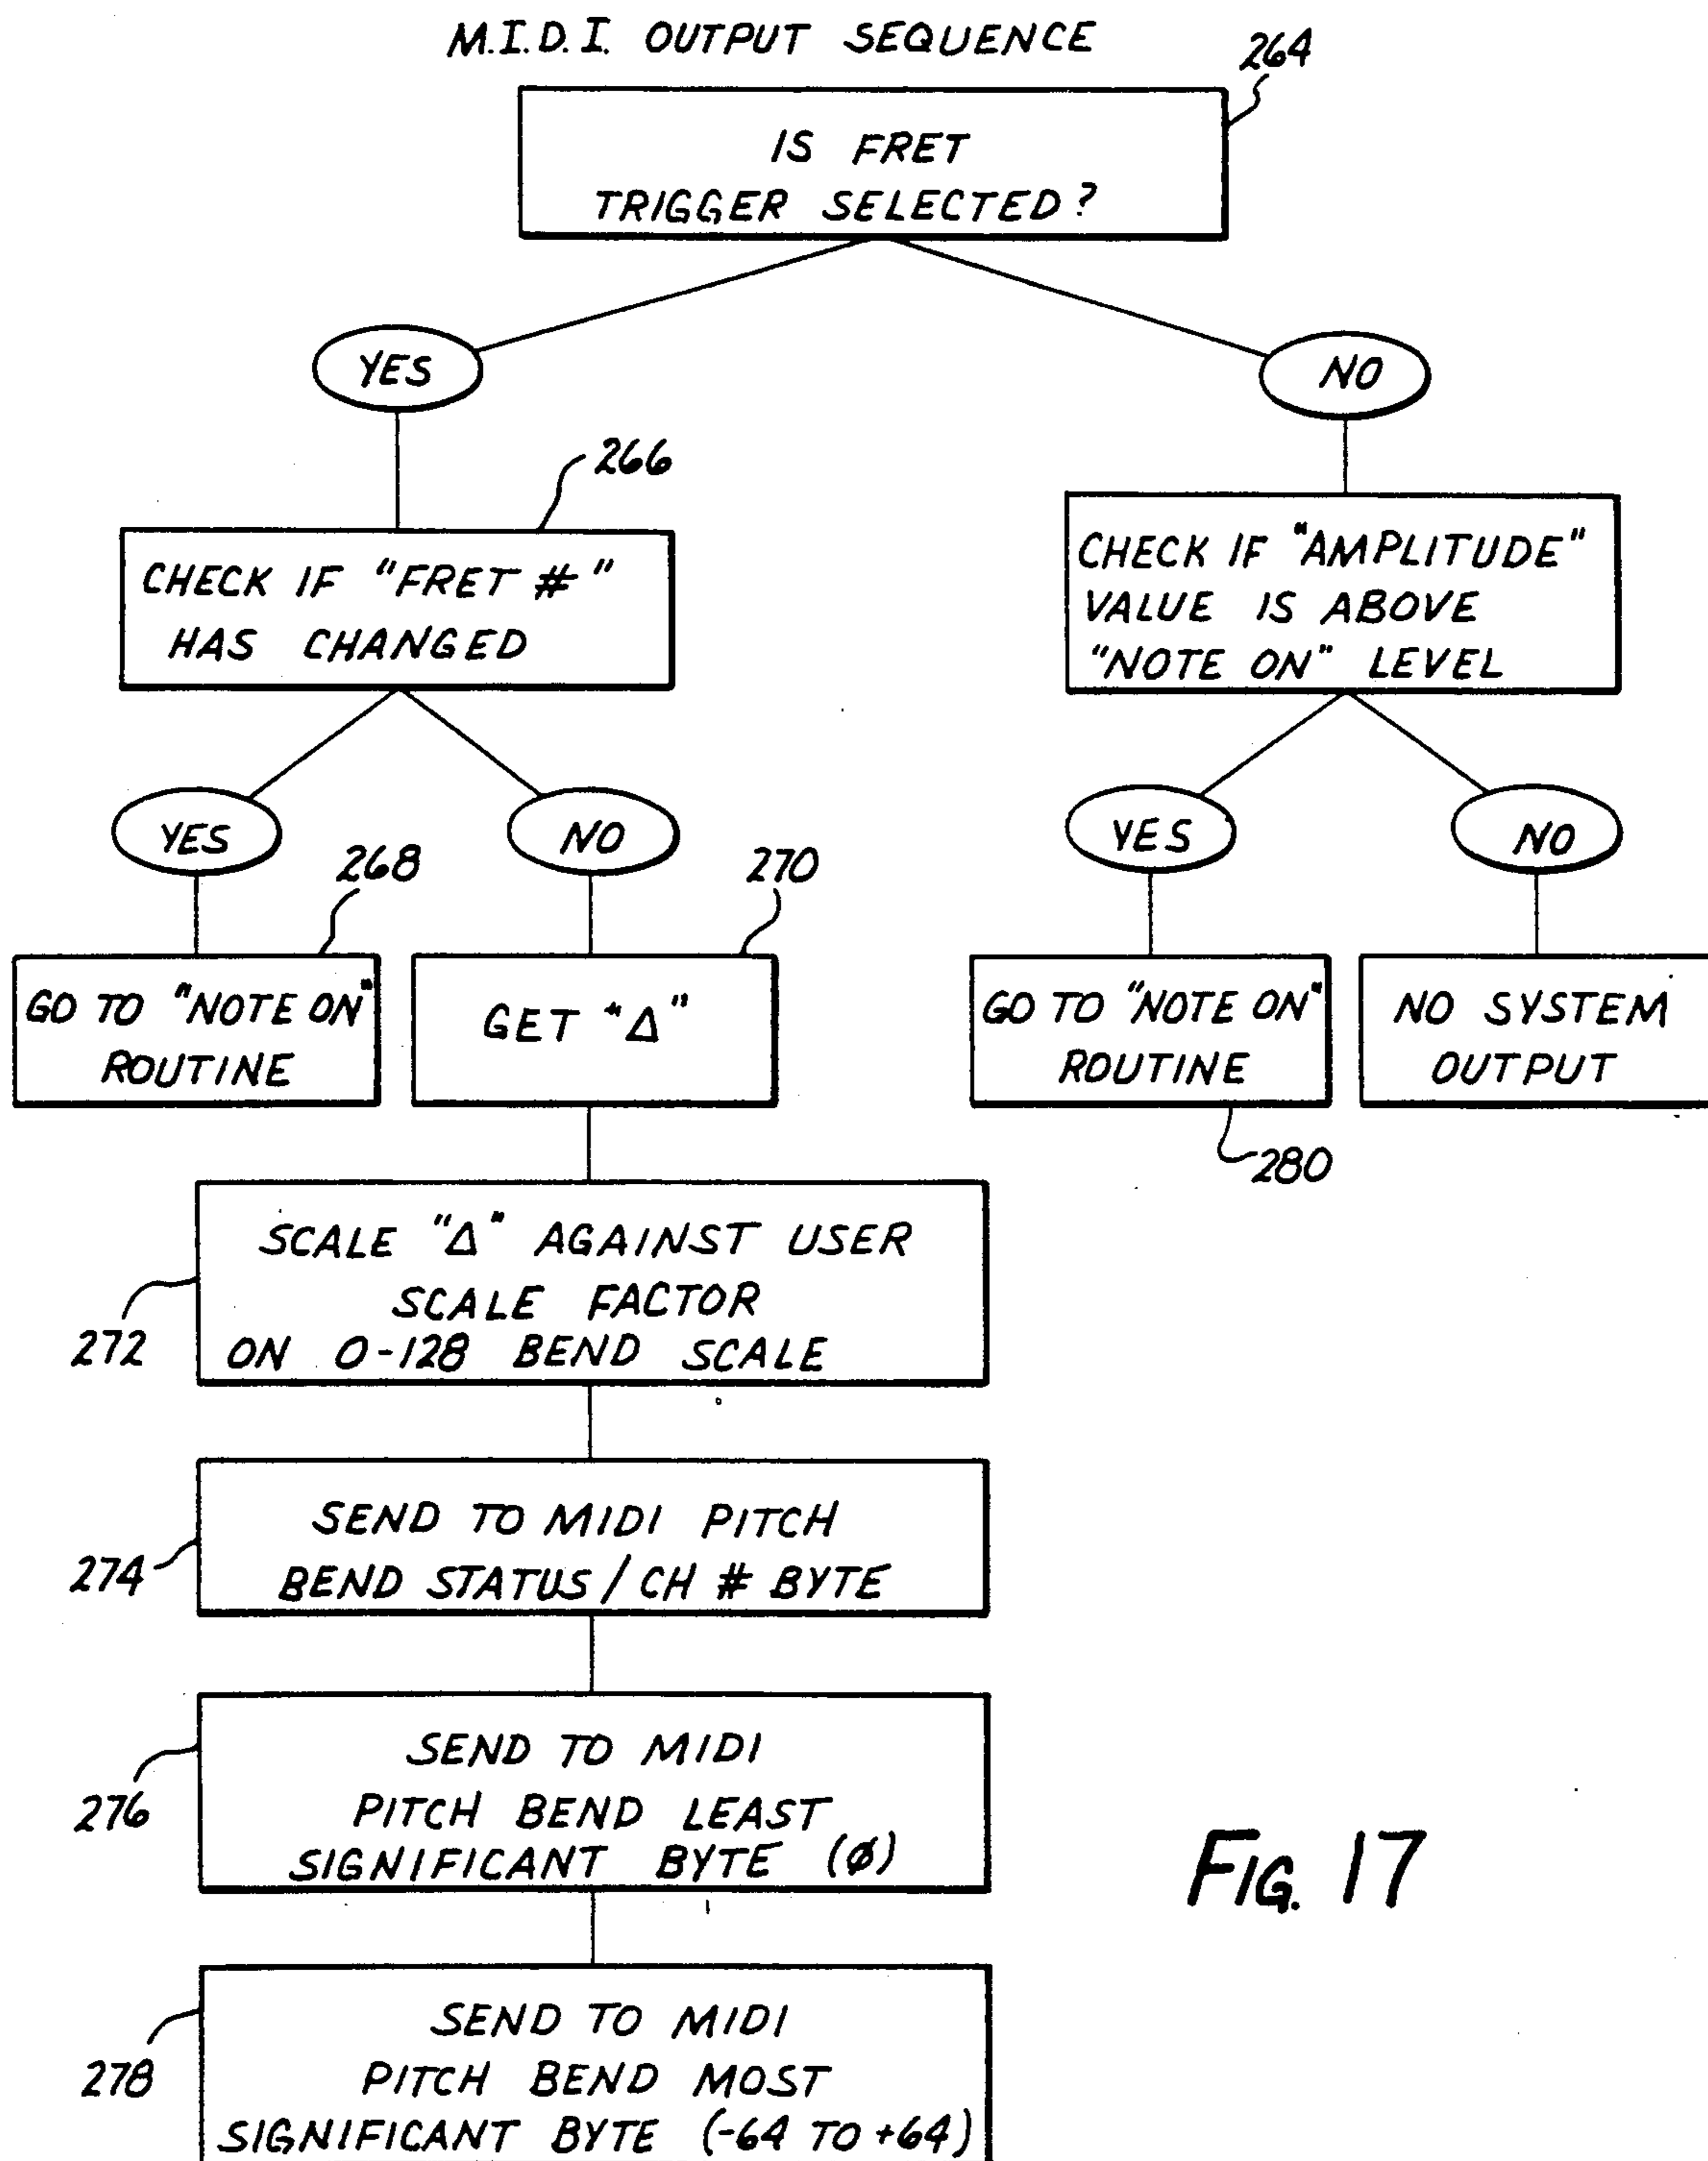 M.I.D.I. OUTPUT SEQUENCE
264
IS FRET
TRIGGER SELECTED?
YES
NO
266
CHECK IF "FRET #"
HAS CHANGED
CHECK IF "AMPLITUDE"
VALUE IS ABOVE
"NOTE ON" LEVEL
YES
NO
YES
NO
268
270
GO TO "NOTE ON"
ROUTINE
GET "Δ"
GO TO "NOTE ON"
ROUTINE
NO SYSTEM
OUTPUT
280
SCALE "Δ" AGAINST USER
SCALE FACTOR
ON 0-128 BEND SCALE
272
SEND TO MIDI PITCH
BEND STATUS / CH # BYTE
274
SEND TO MIDI
PITCH BEND LEAST
SIGNIFICANT BYTE (ø)
276
FIG. 17
SEND TO MIDI
PITCH BEND MOST
SIGNIFICANT BYTE (-64 TO +64)
278